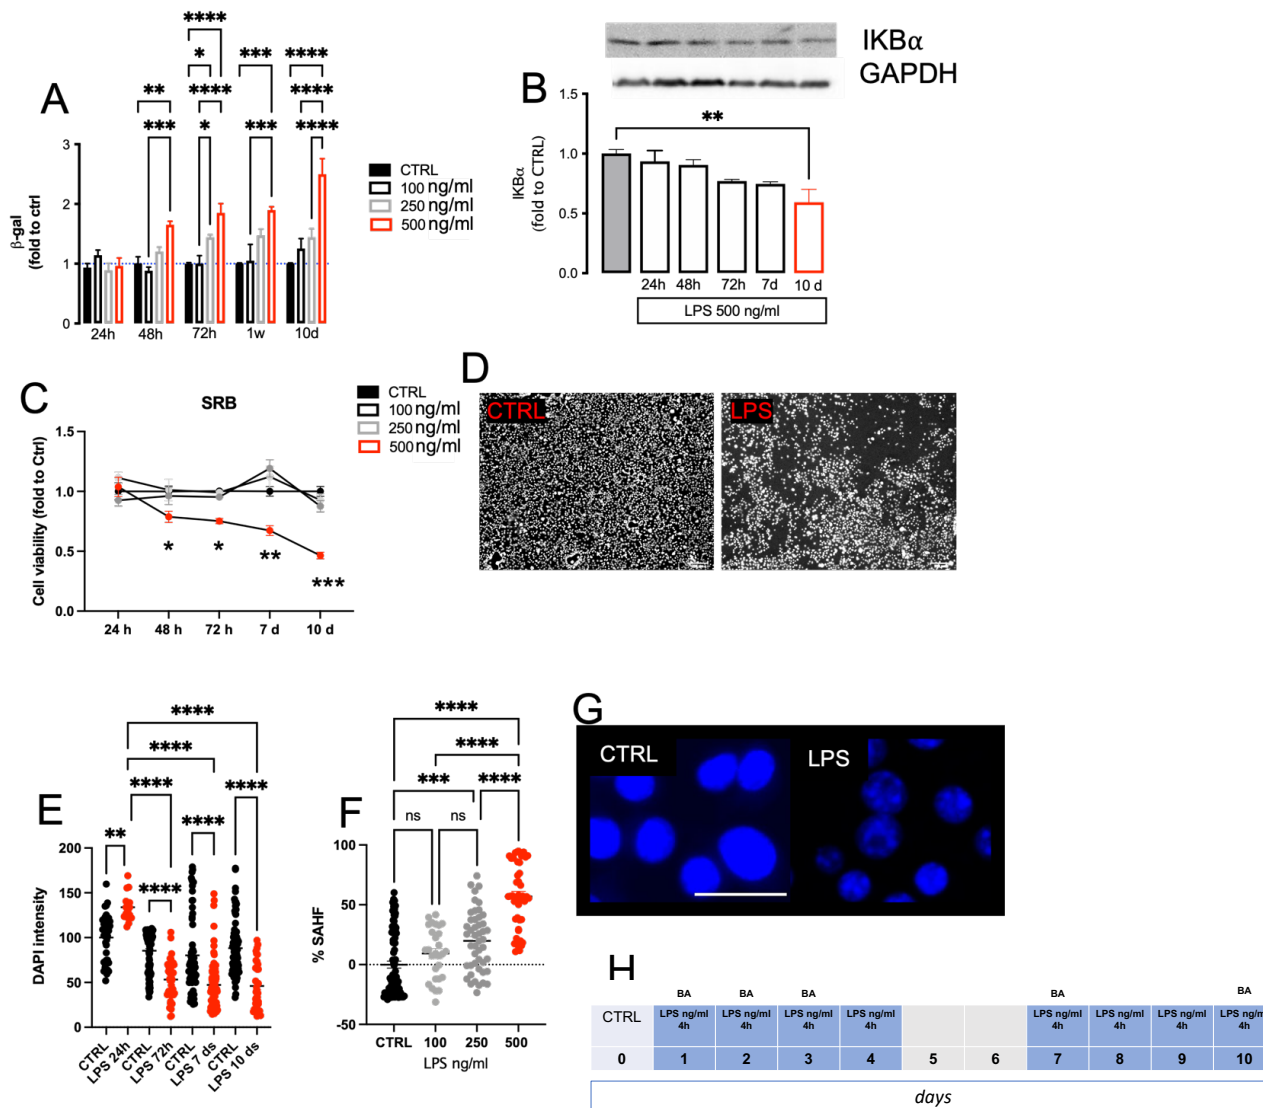 A
****
* *** ****
** **** ****
*** * *** ****
β-gal
(fold to ctrl)
3
2
1
0
24h 48h 72h 1w 10d
CTRL
100 ng/ml
250 ng/ml
500 ng/ml
B
IKBα
GAPDH
**
IKBα
(fold to CTRL)
1.5
1.0
0.5
0.0
24h 48h 72h 7d 10 d
LPS 500 ng/ml
C
SRB
Cell viability (fold to Ctrl)
1.5
1.0
0.5
0.0
* * ** ***
24 h 48 h 72 h 7 d 10 d
CTRL
100 ng/ml
250 ng/ml
500 ng/ml
D
CTRL
LPS
E
****
****
**** ****
** ****
****
DAPI intensity
200
150
100
50
0
CTRL
LPS 24h
CTRL
LPS 72h
CTRL
LPS 7 ds
CTRL
LPS 10 ds
F
****
****
*** ****
ns ns
% SAHF
100
50
0
-50
CTRL 100 250 500
LPS ng/ml
G
CTRL
LPS
H
BA BA BA BA BA
CTRL
LPS ng/ml
4h
LPS ng/ml
4h
LPS ng/ml
4h
LPS ng/ml
4h
LPS ng/ml
4h
LPS ng/ml
4h
LPS ng/ml
4h
LPS ng/m
4h
0 1 2 3 4 5 6 7 8 9 10
days